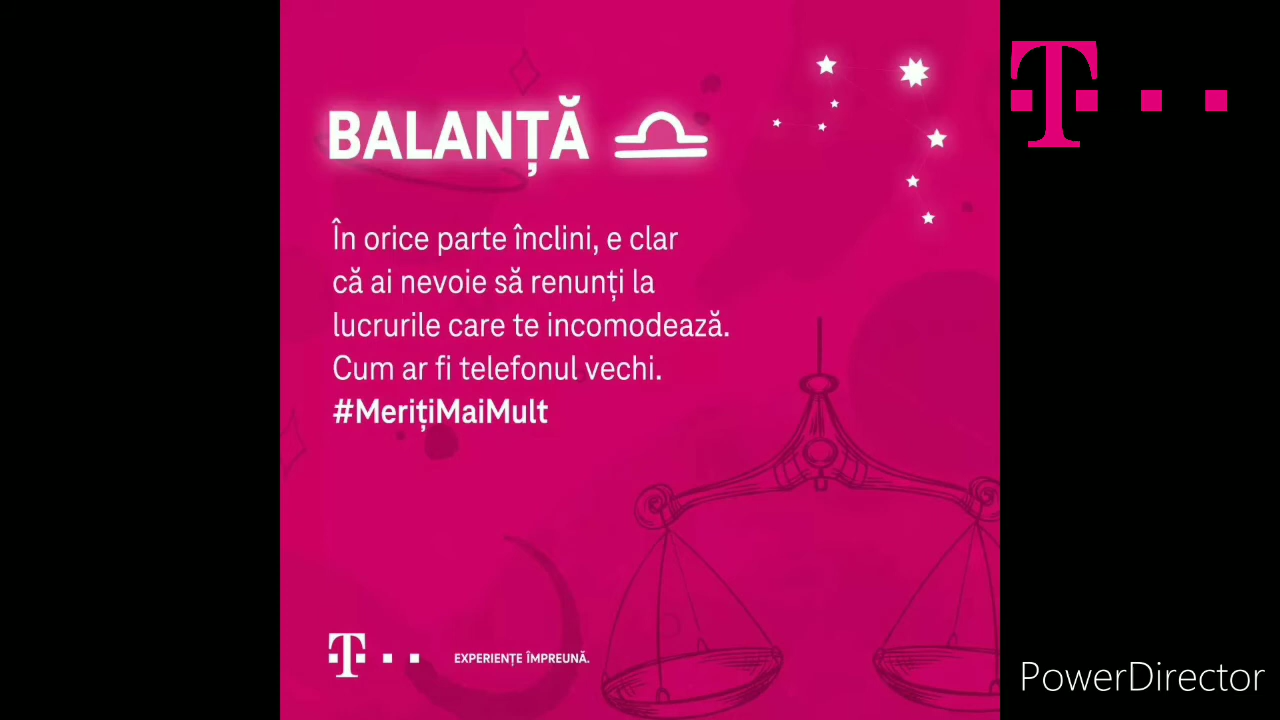 BALANȚĂ
În orice parte înclini, e clar
că ai nevoie să renunți la
lucrurile care te incomodează.
Cum ar fi telefonul vechi.
#MerițiMaiMult
T
EXPERIENȚE ÎMPREUNĂ.
T
PowerDirector